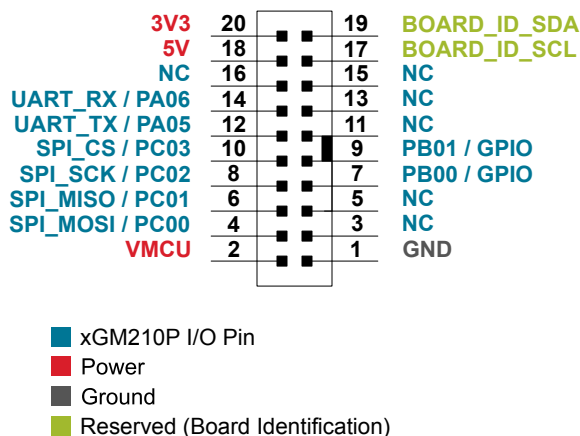 3V3 20 19 BOARD_ID_SDA
5V 18 17 BOARD_ID_SCL
NC 16 15 NC
UART_RX / PA06 14 13 NC
UART_TX / PA05 12 11 NC
SPI_CS / PC03 10 9 PB01 / GPIO
SPI_SCK / PC02 8 7 PB00 / GPIO
SPI_MISO / PC01 6 5 NC
SPI_MOSI / PC00 4 3 NC
VMCU 2 1 GND
xGM210P I/O Pin
Power
Ground
Reserved (Board Identification)